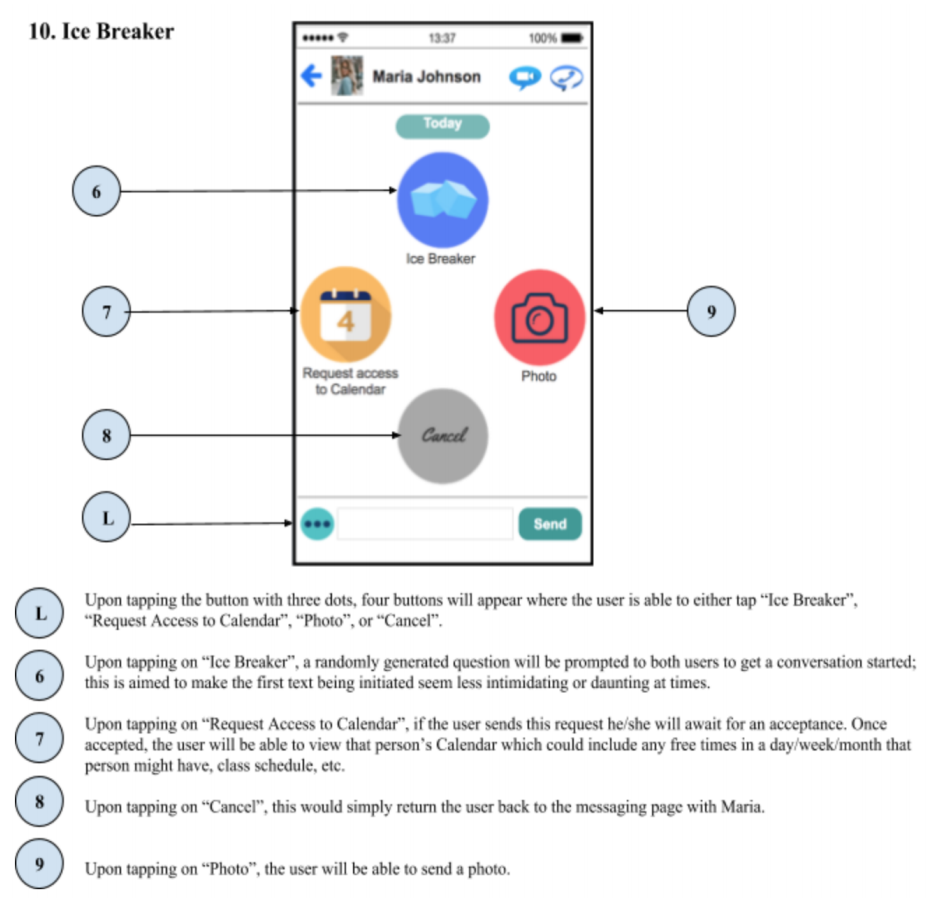 10. Ice Breaker
13:37
100%
Maria Johnson
Today
6
Ice Breaker
7
4
9
Request access
to Calendar
Photo
8
Cancel
L
Send
L
Upon tapping the button with three dots, four buttons will appear where the user is able to either tap “Ice Breaker”,
“Request Access to Calendar”, “Photo”, or “Cancel”.
6
Upon tapping on “Ice Breaker”, a randomly generated question will be prompted to both users to get a conversation started;
this is aimed to make the first text being initiated seem less intimidating or daunting at times.
7
Upon tapping on “Request Access to Calendar”, if the user sends this request he/she will await for an acceptance. Once
accepted, the user will be able to view that person’s Calendar which could include any free times in a day/week/month that
person might have, class schedule, etc.
8
Upon tapping on “Cancel”, this would simply return the user back to the messaging page with Maria.
9
Upon tapping on “Photo”, the user will be able to send a photo.